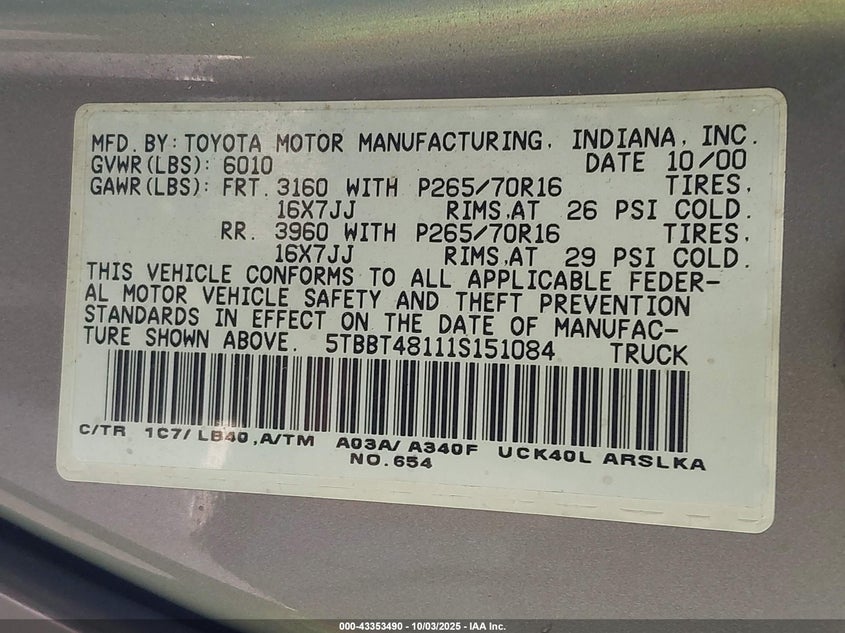 MFD. BY: TOYOTA MOTOR MANUFACTURING, INDIANA, INC.
GVWR(LBS): 6010 DATE 10/00
GAWR(LBS): FRT. 3160 WITH P265/70R16 TIRES,
16X7JJ RIMS,AT 26 PSI COLD.
RR. 3960 WITH P265/70R16 TIRES,
16X7JJ RIMS,AT 29 PSI COLD.
THIS VEHICLE CONFORMS TO ALL APPLICABLE FEDER-
AL MOTOR VEHICLE SAFETY AND THEFT PREVENTION
STANDARDS IN EFFECT ON THE DATE OF MANUFAC-
TURE SHOWN ABOVE. 5TBBT48111S151084 TRUCK
C/TR 1C7/LB40,A/TM A03A/A340F UCK40L ARSLKA
NO.654
000-43353490 - 10/03/2025 - IAA Inc.